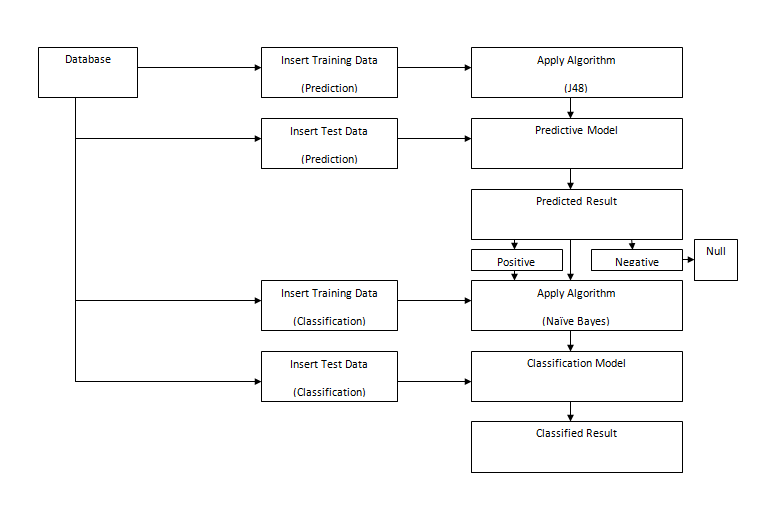 Database
Insert Training Data
(Prediction)
Apply Algorithm
(J48)
Insert Test Data
(Prediction)
Predictive Model
Predicted Result
Positive
Negative
Null
Insert Training Data
(Classification)
Apply Algorithm
(Naïve Bayes)
Insert Test Data
(Classification)
Classification Model
Classified Result